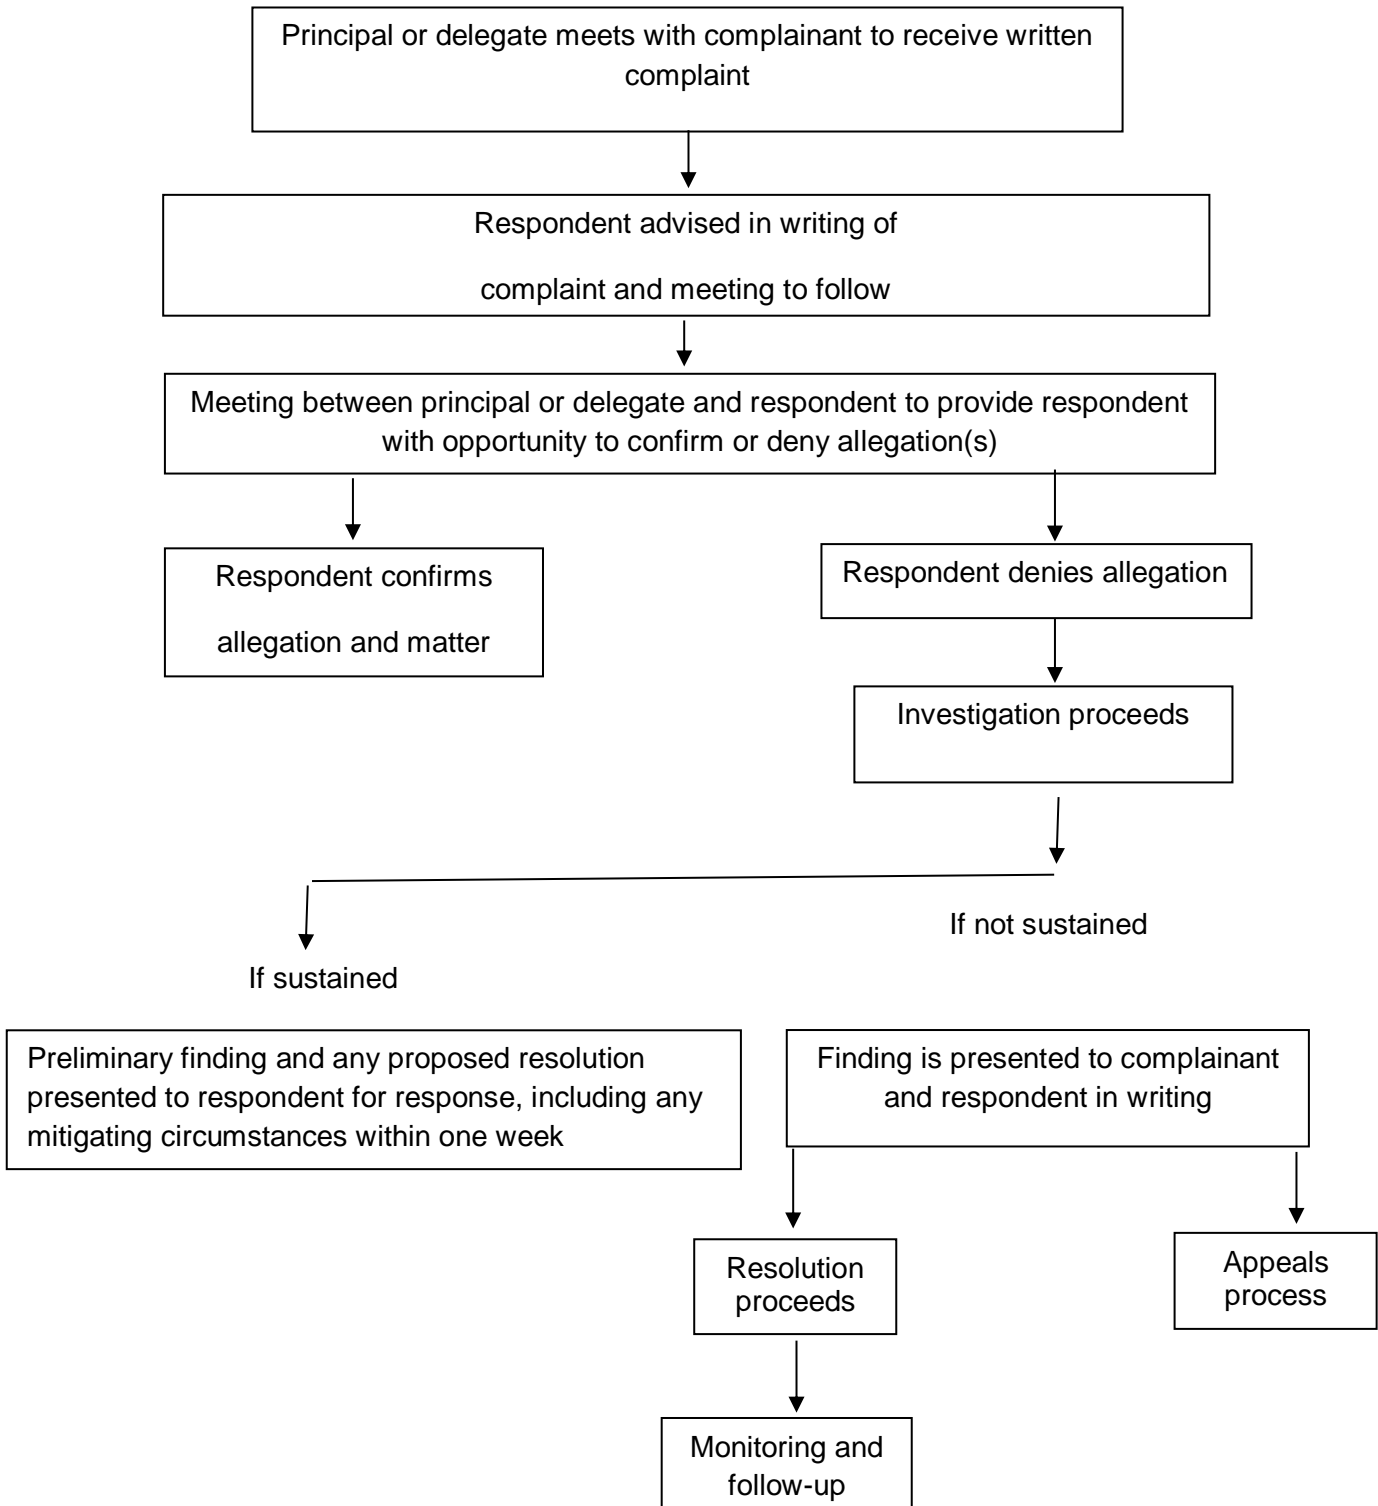 Principal or delegate meets with complainant to receive written
complaint
Respondent advised in writing of
complaint and meeting to follow
Meeting between principal or delegate and respondent to provide respondent
with opportunity to confirm or deny allegation(s)
Respondent confirms
allegation and matter
Respondent denies allegation
Investigation proceeds
If not sustained
If sustained
Preliminary finding and any proposed resolution
presented to respondent for response, including any
mitigating circumstances within one week
Finding is presented to complainant
and respondent in writing
Resolution
proceeds
Appeals
process
Monitoring and
follow-up